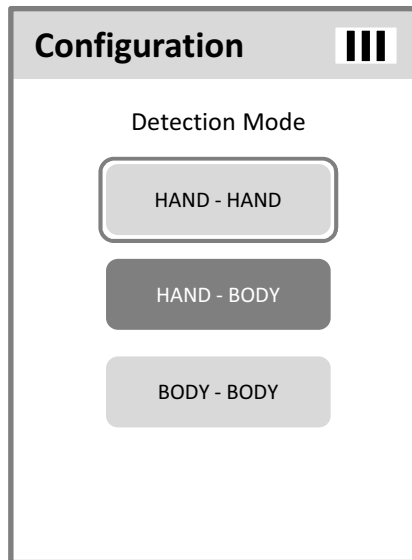 Configuration
Detection Mode
HAND - HAND
HAND - BODY
BODY - BODY